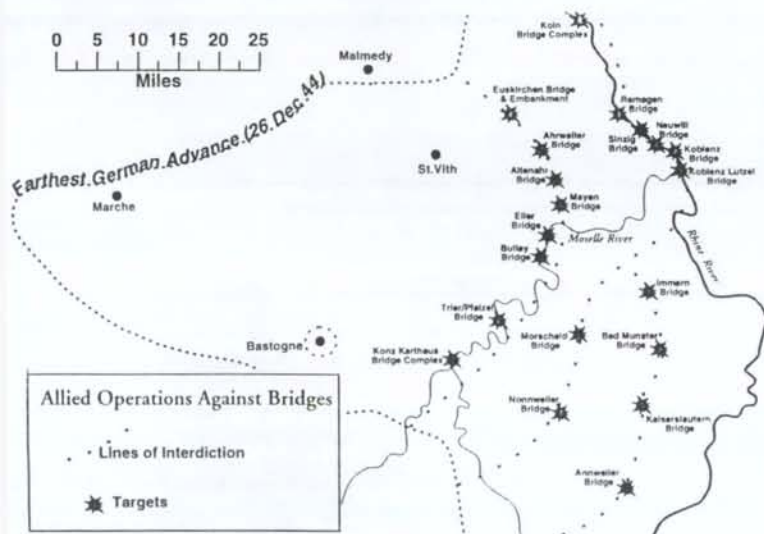 0 5 10 15 20 25
Miles
Malmedy
Koln
Bridge Complex
Euskirchen Bridge
& Embankment
Farthest German Advance (26 Dec 44)
Remagen
Bridge
Sinzig
Bridge
Neuwill
Bridge
Koblenz
Bridge
Koblenz Lutzel
Bridge
Ahrweiler
Bridge
St.Vith
Altenahr
Bridge
Mayen
Bridge
Marche
Eller
Bridge
Moselle River
Rhine River
Bullay
Bridge
Immern
Bridge
Trier/Pfalzel
Bridge
Morscheid
Bridge
Bad Munster
Bridge
Bastogne
Konz Karthaus
Bridge Complex
Nonnweiler
Bridge
Kaiserslautern
Bridge
Annweiler
Bridge
Allied Operations Against Bridges
Lines of Interdiction
Targets